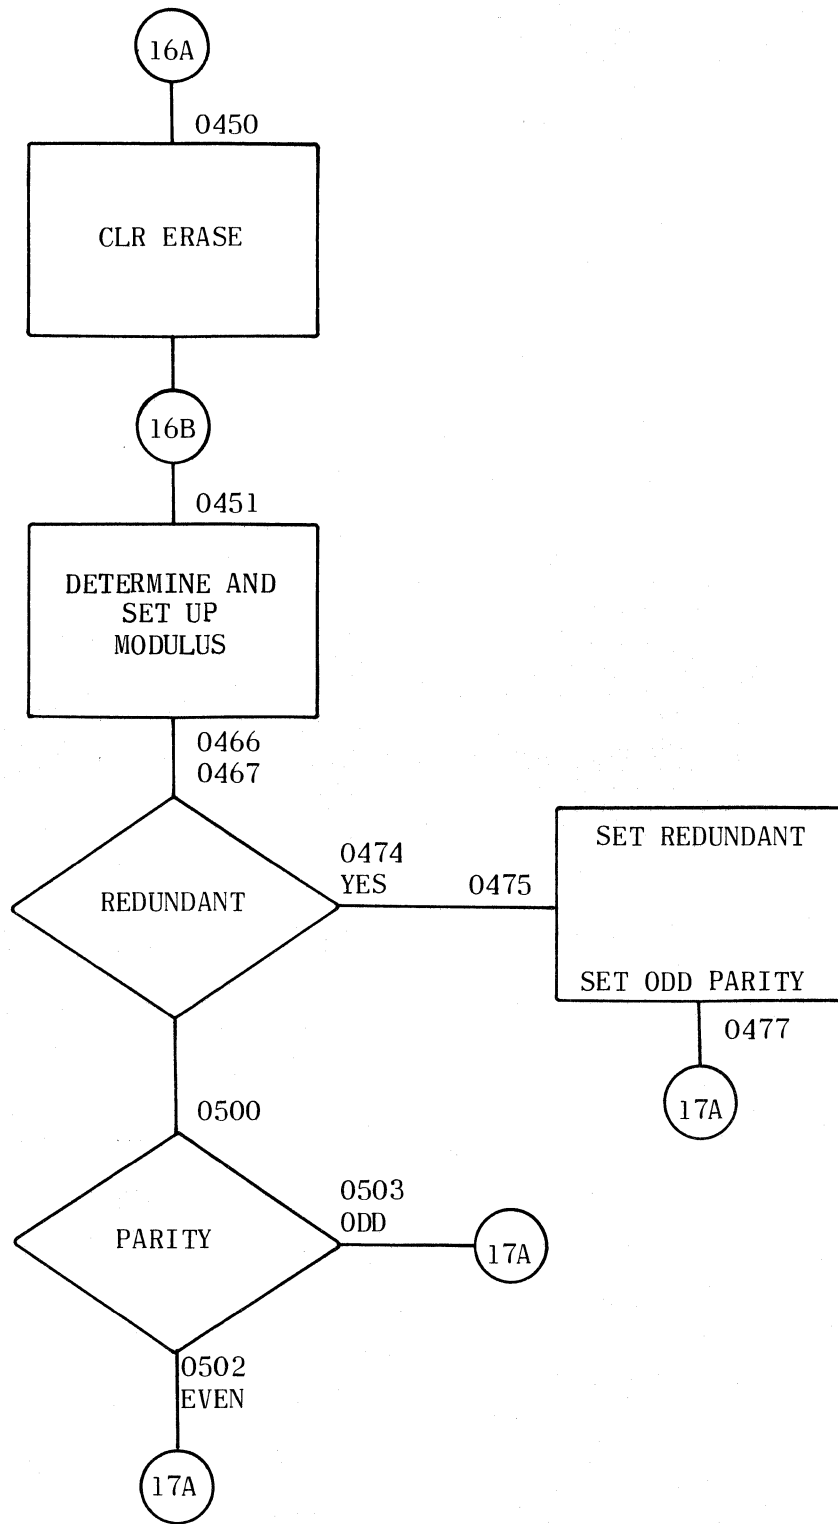 16A
0450
CLR ERASE
16B
0451
DETERMINE AND
SET UP
MODULUS
0466
0467
REDUNDANT
0474
YES
0475
SET REDUNDANT
SET ODD PARITY
0477
17A
0500
PARITY
0503
ODD
17A
0502
EVEN
17A